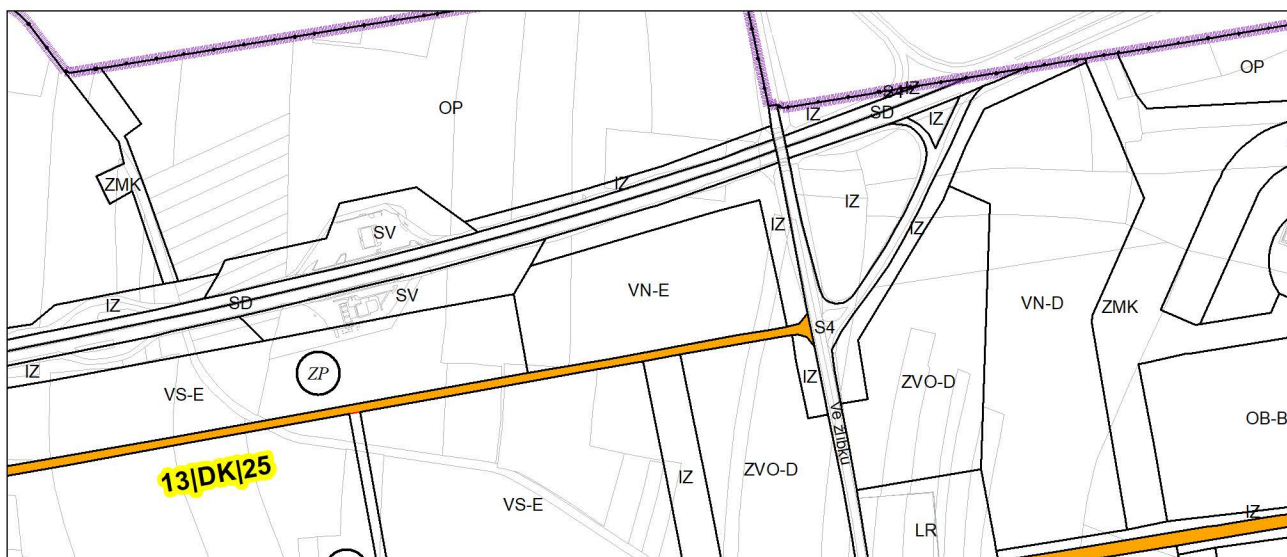 OP
OP
S4
IZ
IZ
SD
IZ
ZMK
IZ
IZ
SV
IZ
IZ
SV
VN-E
VN-D
ZMK
IZ
SD
S4
IZ
ZP
IZ
ZVO-D
VS-E
OB-B
Ve žlíbku
13|DK|25
IZ
ZVO-D
VS-E
IZ
LR